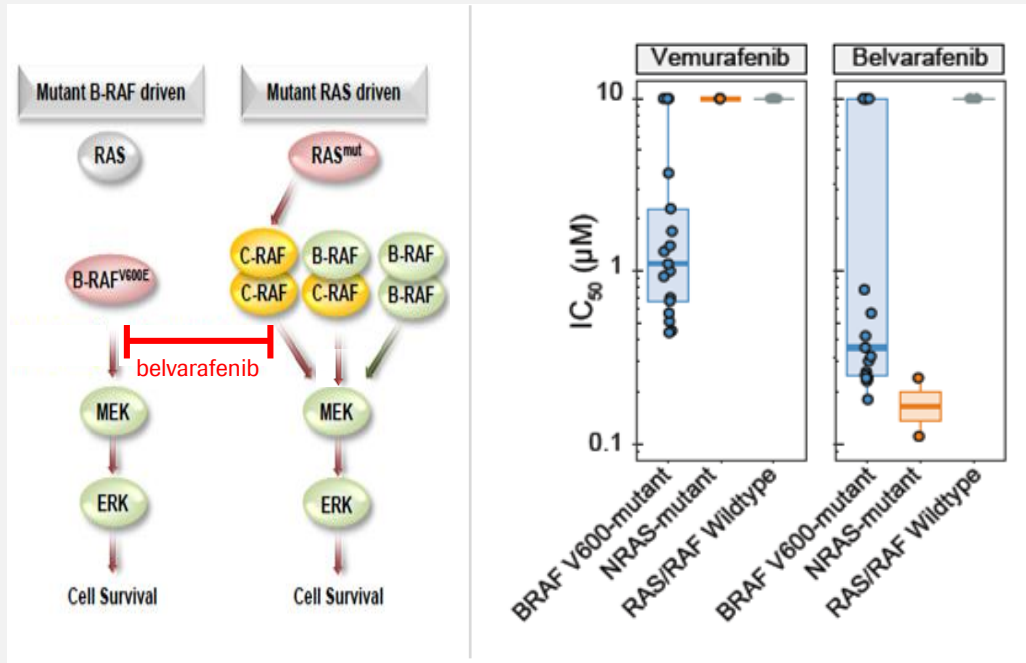 Mutant B-RAF driven
Mutant RAS driven
RAS
RASmut
C-RAF
B-RAF
B-RAF
C-RAF
C-RAF
B-RAF
B-RAFV600E
belvarafenib
MEK
MEK
ERK
ERK
Cell Survival
Cell Survival
Vemurafenib
Belvarafenib
IC50 (µM)
10
1
0.1
BRAF V600-mutant
NRAS-mutant
RAS/RAF Wildtype
BRAF V600-mutant
NRAS-mutant
RAS/RAF Wildtype